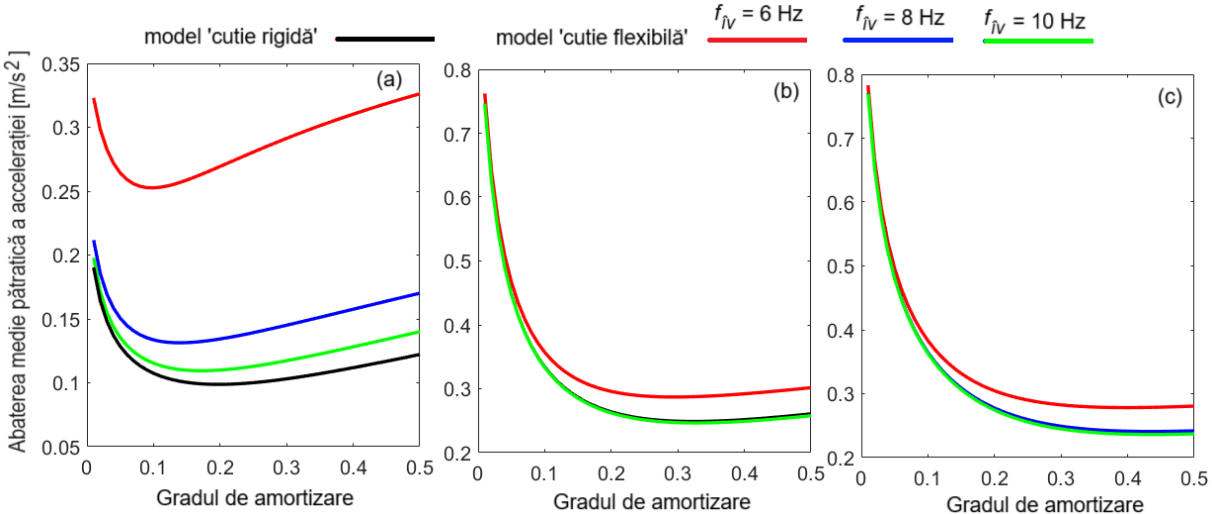 model 'cutie rigidă' model 'cutie flexibilă' f_îv = 6 Hz f_îv = 8 Hz f_îv = 10 Hz
Abaterea medie pătratică a accelerației [m/s²]
(a)
0.35
0.3
0.25
0.2
0.15
0.1
0.05
0 0.1 0.2 0.3 0.4 0.5
Gradul de amortizare
(b)
0.8
0.7
0.6
0.5
0.4
0.3
0.2
0 0.1 0.2 0.3 0.4 0.5
Gradul de amortizare
(c)
0.8
0.7
0.6
0.5
0.4
0.3
0.2
0 0.1 0.2 0.3 0.4 0.5
Gradul de amortizare